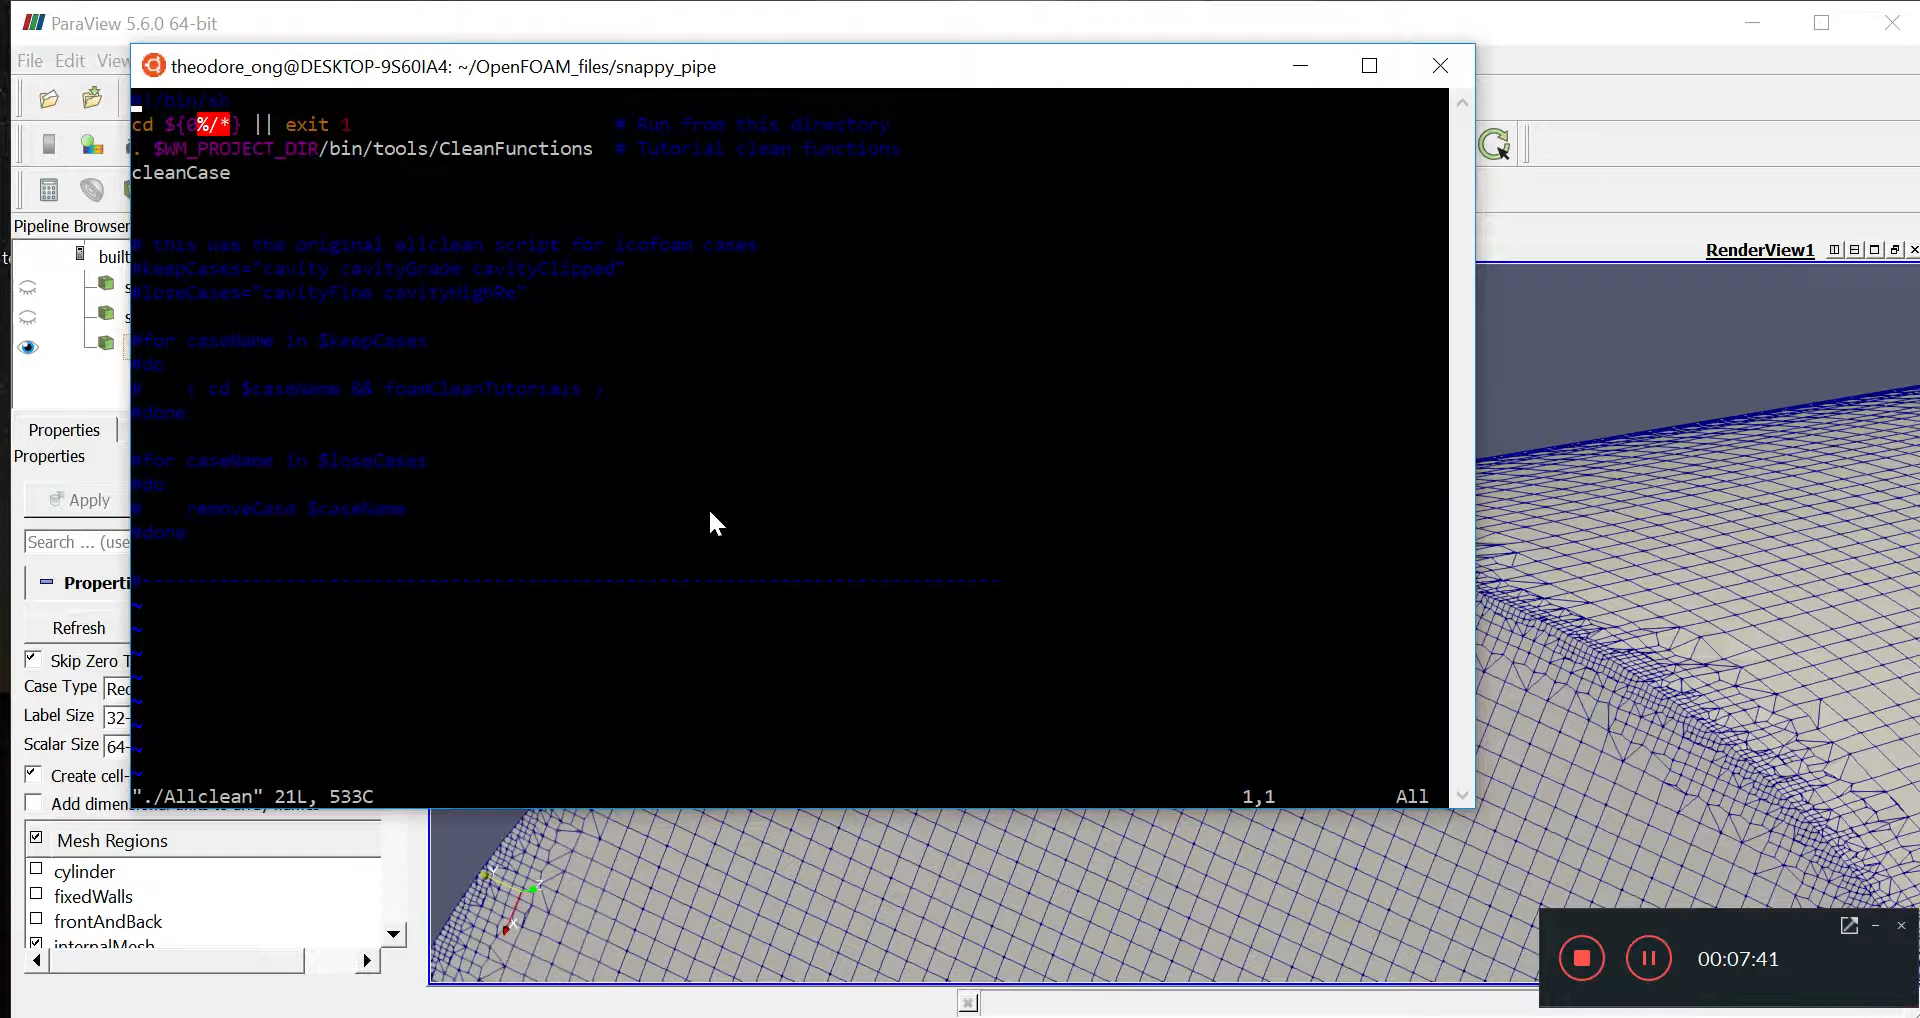 ParaView 5.6.0 64-bit
File Edit View
theodore_ong@DESKTOP-9S60IA4: ~/OpenFOAM_files/snappy_pipe
#!/bin/sh
cd ${0%/*} || exit 1 # Run from this directory
. $WM_PROJECT_DIR/bin/tools/CleanFunctions # Tutorial clean functions
cleanCase
# this was the original allclean script for icofoam cases
#keepCases="cavity cavityGrade cavityClipped"
#loseCases="cavityFine cavityHighRe"
#for caseName in $keepCases
#do
# ( cd $caseName && foamCleanTutorials )
#done
#for caseName in $loseCases
#do
# removeCase $caseName
#done
#------------------------------------------------------------------------------
~
~
~
~
~
~
~
~
"./Allclean" 21L, 533C 1,1 All
Pipeline Browser
built
s
s
RenderView1
Properties
Properties
Apply
Search ... (use
Properti
Refresh
Skip Zero T
Case Type Rec
Label Size 32-
Scalar Size 64-
Create cell-
Add dimen
Mesh Regions
cylinder
fixedWalls
frontAndBack
internalMesh
Y
Z
X
00:07:41